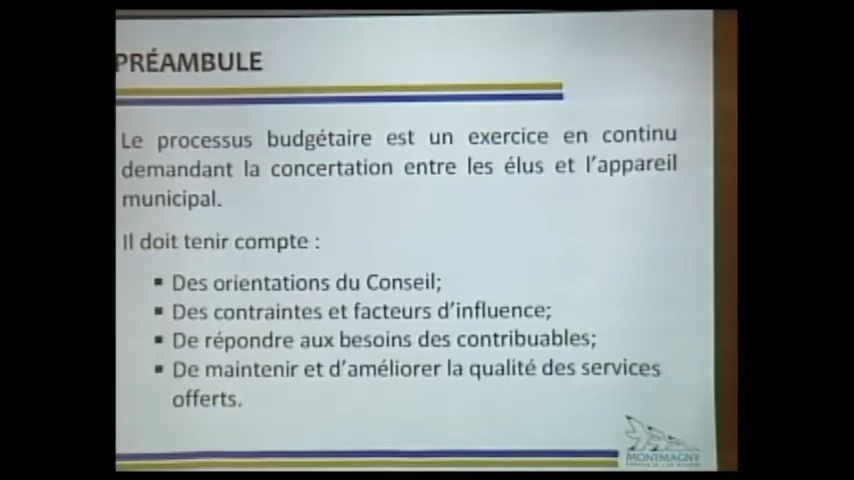 PRÉAMBULE
Le processus budgétaire est un exercice en continu
demandant la concertation entre les élus et l'appareil
municipal.
Il doit tenir compte :
▪ Des orientations du Conseil;
▪ Des contraintes et facteurs d'influence;
▪ De répondre aux besoins des contribuables;
▪ De maintenir et d'améliorer la qualité des services
offerts.
MONTMAGNY